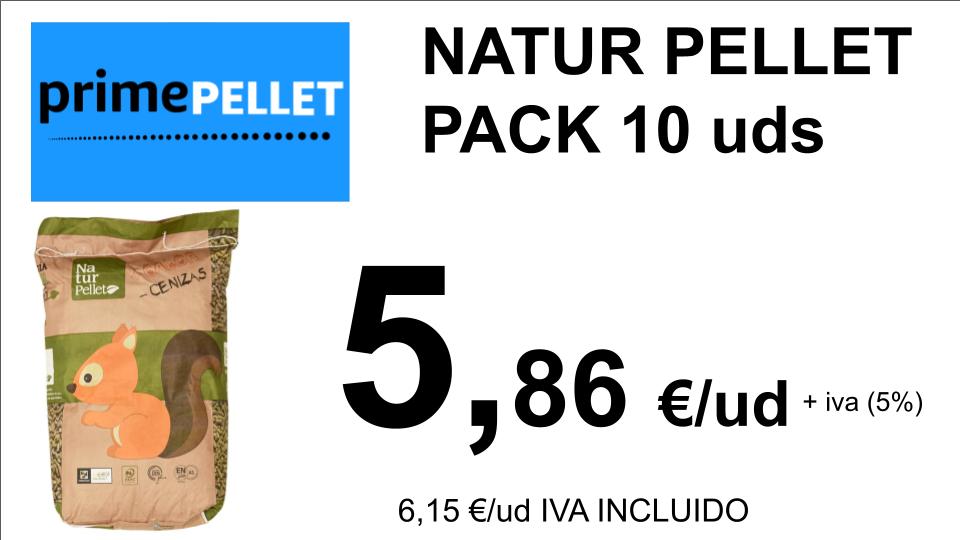 primePELLET
NATUR PELLET
PACK 10 uds
Na
tur
Pellet
- CENIZAS
5,86 €/ud + iva (5%)
EN
6,15 €/ud IVA INCLUIDO